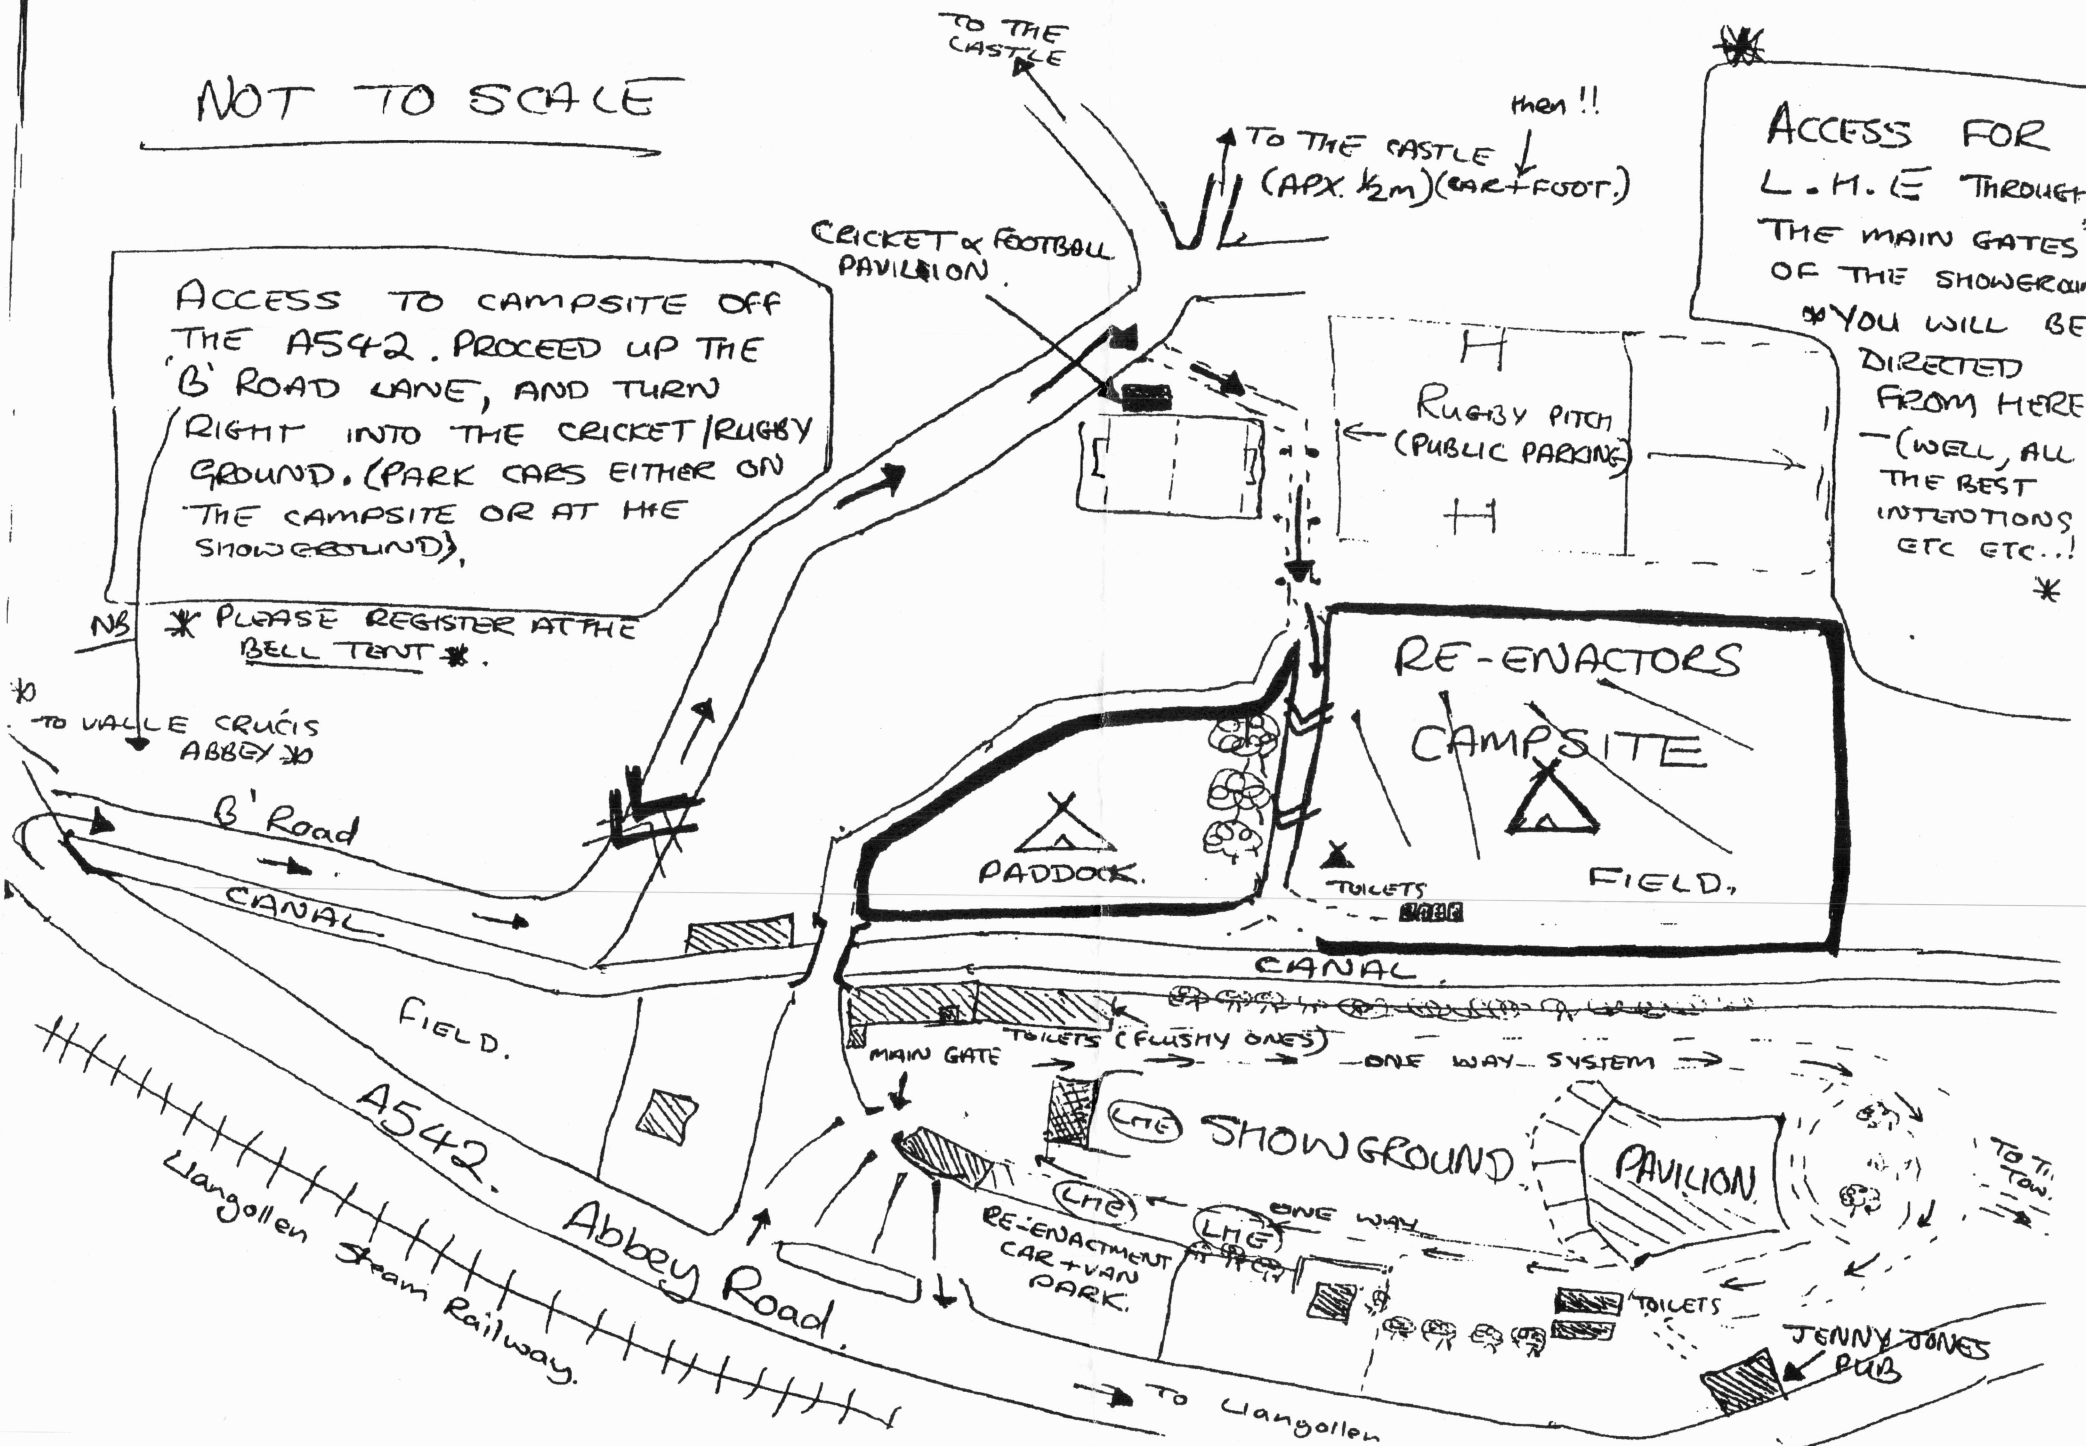 NOT TO SCALE
TO THE
CASTLE
then !!
TO THE CASTLE
(APX. 1/2M)(CAR+FOOT.)
CRICKET & FOOTBALL
PAVILION
*
ACCESS FOR
L.H.E THROUGH
THE MAIN GATES
OF THE
*YOU WILL BE
DIRECTED
FROM HERE
-(WELL, ALL
THE BEST
INTENTIONS
ETC ETC..!
*
ACCESS TO CAMPSITE OFF
THE A542. PROCEED UP THE
'B' ROAD LANE, AND TURN
RIGHT INTO THE CRICKET/RUGBY
GROUND. (PARK CARS EITHER ON
THE CAMPSITE OR AT THE
SHOWGROUND).
NB * PLEASE REGISTER AT THE
BELL TENT *.
*
TO VALLE CRUCIS
ABBEY *
RUGBY PITCH
(PUBLIC PARKING)
RE-ENACTORS
CAMPSITE
FIELD.
TOILETS
PADDOCK.
B' Road
CANAL.
CANAL.
FIELD.
TOILETS (FLUSHY ONES)
MAIN GATE
ONE WAY SYSTEM
LHE
SHOWGROUND
PAVILION
LHE
LHE
ONE WAY
RE-ENACTMENT
CAR + VAN
PARK.
TOILETS
JENNY JONES
PUB
A542.
Abbey Road.
Llangollen Steam Railway.
TO Llangollen